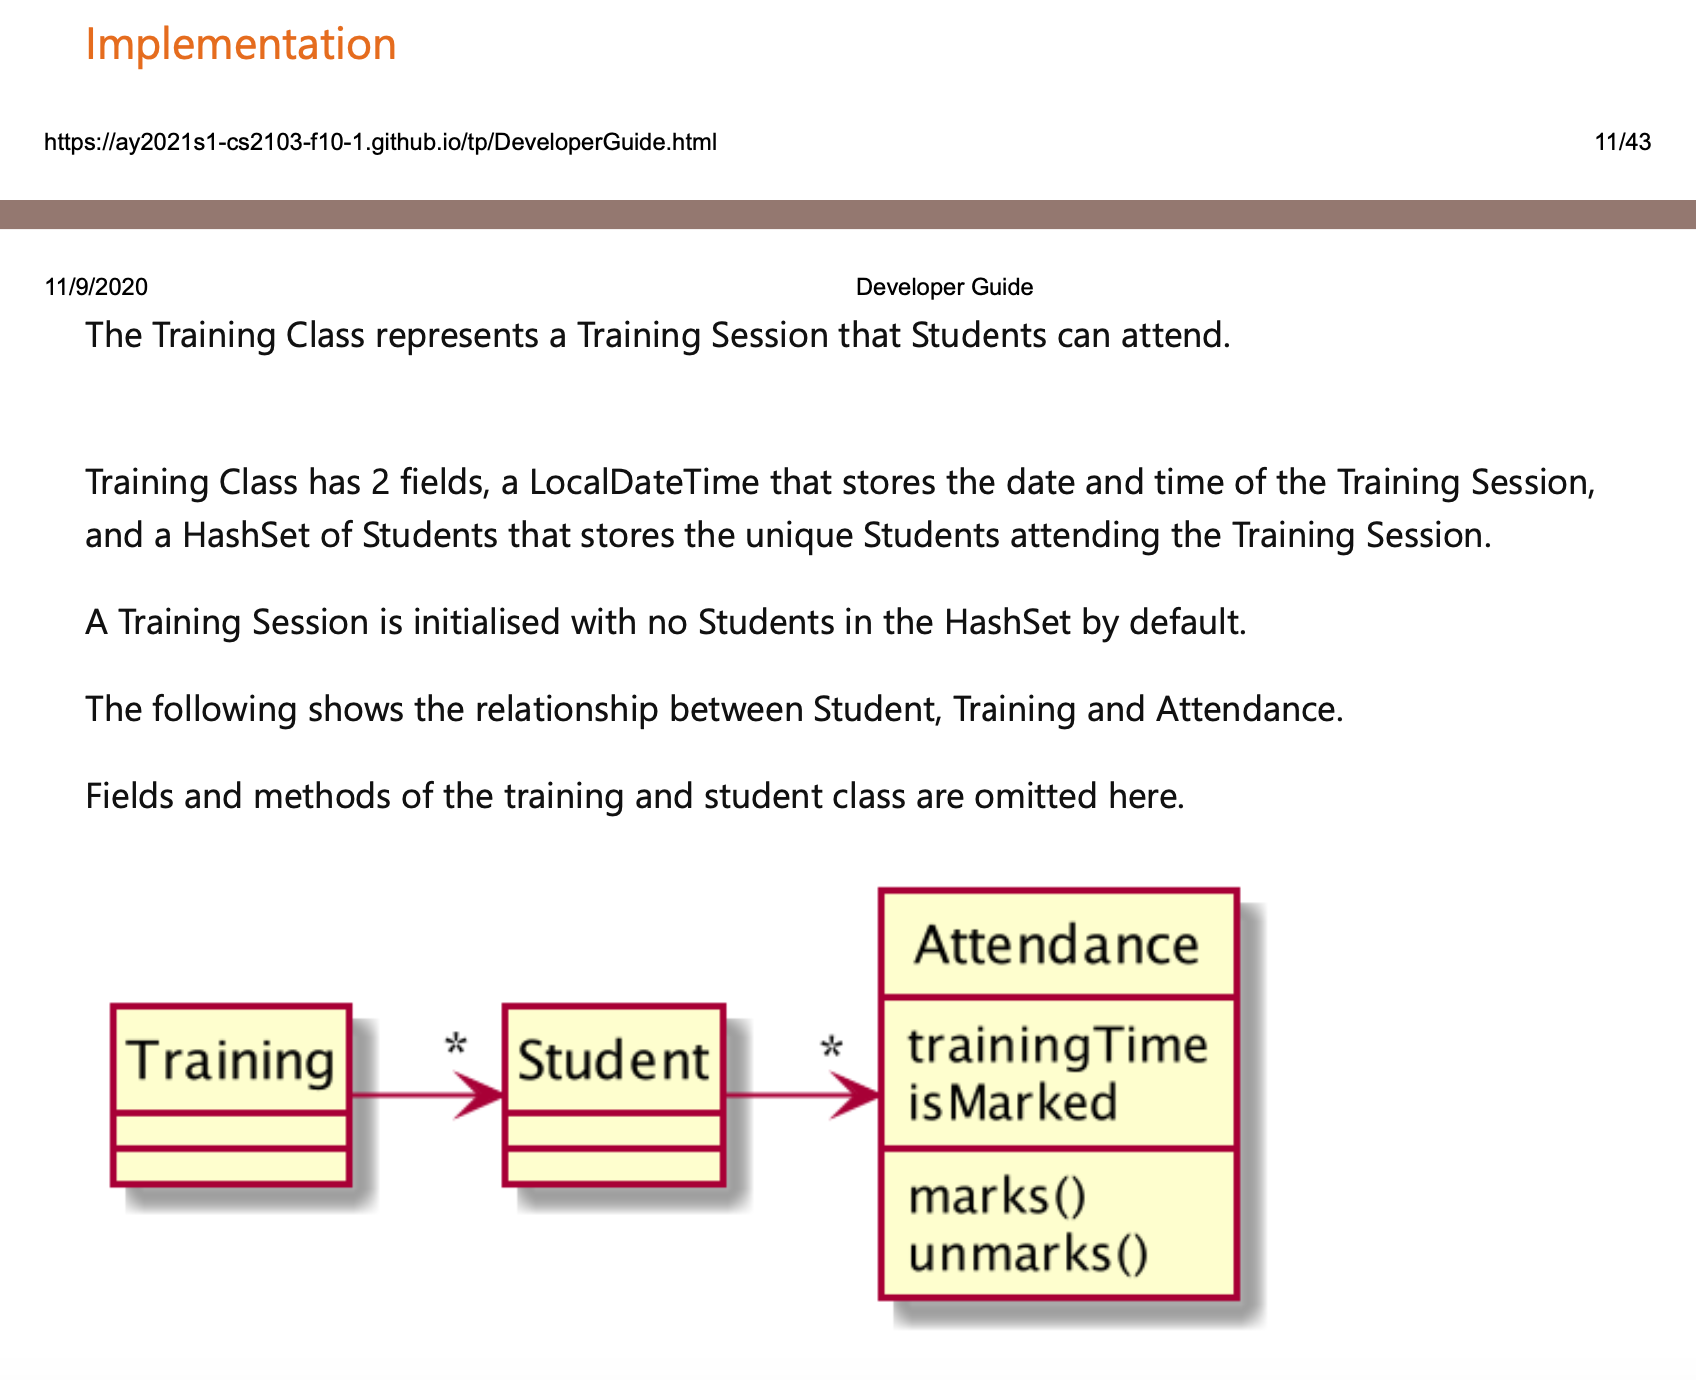 Implementation
https://ay2021s1-cs2103-f10-1.github.io/tp/DeveloperGuide.html 11/43
11/9/2020 Developer Guide
The Training Class represents a Training Session that Students can attend.
Training Class has 2 fields, a LocalDateTime that stores the date and time of the Training Session,
and a HashSet of Students that stores the unique Students attending the Training Session.
A Training Session is initialised with no Students in the HashSet by default.
The following shows the relationship between Student, Training and Attendance.
Fields and methods of the training and student class are omitted here.
Training
*
Student
*
Attendance
trainingTime
isMarked
marks()
unmarks()